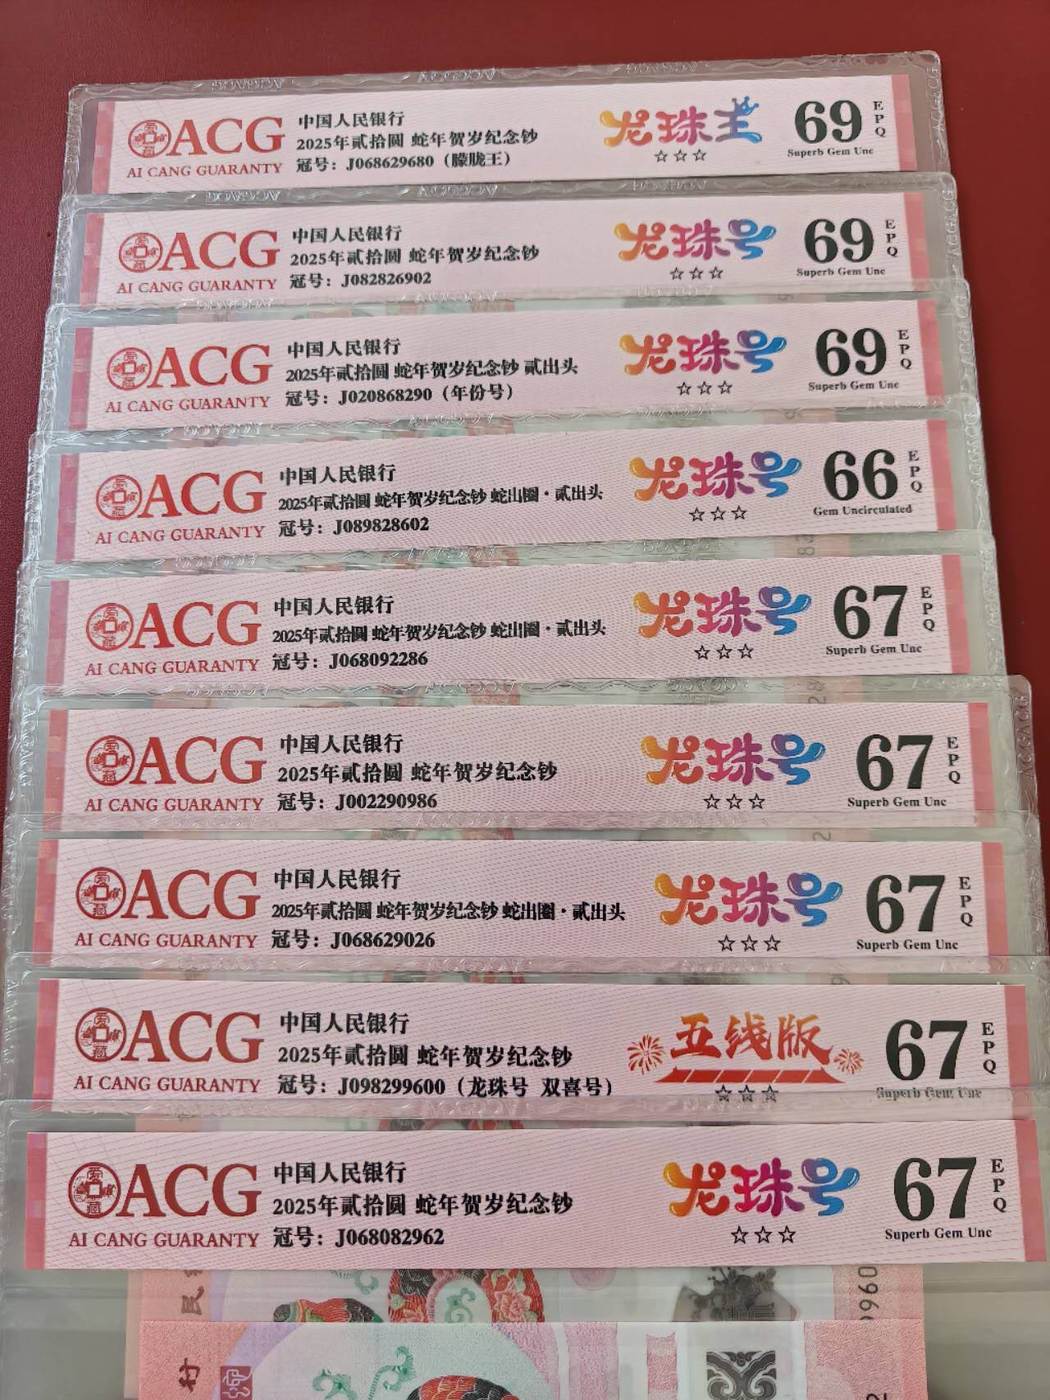 ACG
AI CANG GUARANTY
中国人民银行
2025年貳拾圆 蛇年贺岁纪念钞
冠号：J068629680（朦胧王）
龙珠王
☆☆☆
69
EPQ
Superb Gem Unc
ACG
AI CANG GUARANTY
中国人民银行
2025年貳拾圆 蛇年贺岁纪念钞
冠号：J082826902
龙珠号
☆☆☆
69
EPQ
Superb Gem Unc
ACG
AI CANG GUARANTY
中国人民银行
2025年貳拾圆 蛇年贺岁纪念钞 貳出头
冠号：J020868290（年份号）
龙珠号
☆☆☆
69
EPQ
Superb Gem Unc
ACG
AI CANG GUARANTY
中国人民银行
2025年貳拾圆 蛇年贺岁纪念钞 蛇出圈·貳出头
冠号：J089828602
龙珠号
☆☆☆
66
EPQ
Gem Uncirculated
ACG
AI CANG GUARANTY
中国人民银行
2025年貳拾圆 蛇年贺岁纪念钞 蛇出圈·貳出头
冠号：J068092286
龙珠号
☆☆☆
67
EPQ
Superb Gem Unc
ACG
AI CANG GUARANTY
中国人民银行
2025年貳拾圆 蛇年贺岁纪念钞
冠号：J002290986
龙珠号
☆☆☆
67
EPQ
Superb Gem Unc
ACG
AI CANG GUARANTY
中国人民银行
2025年貳拾圆 蛇年贺岁纪念钞 蛇出圈·貳出头
冠号：J068629026
龙珠号
☆☆☆
67
EPQ
Superb Gem Unc
ACG
AI CANG GUARANTY
中国人民银行
2025年貳拾圆 蛇年贺岁纪念钞
冠号：J098299600（龙珠号 双喜号）
五线版
☆☆☆
67
EPQ
Superb Gem Unc
ACG
AI CANG GUARANTY
中国人民银行
2025年貳拾圆 蛇年贺岁纪念钞
冠号：J068082962
龙珠号
☆☆☆
67
EPQ
Superb Gem Unc